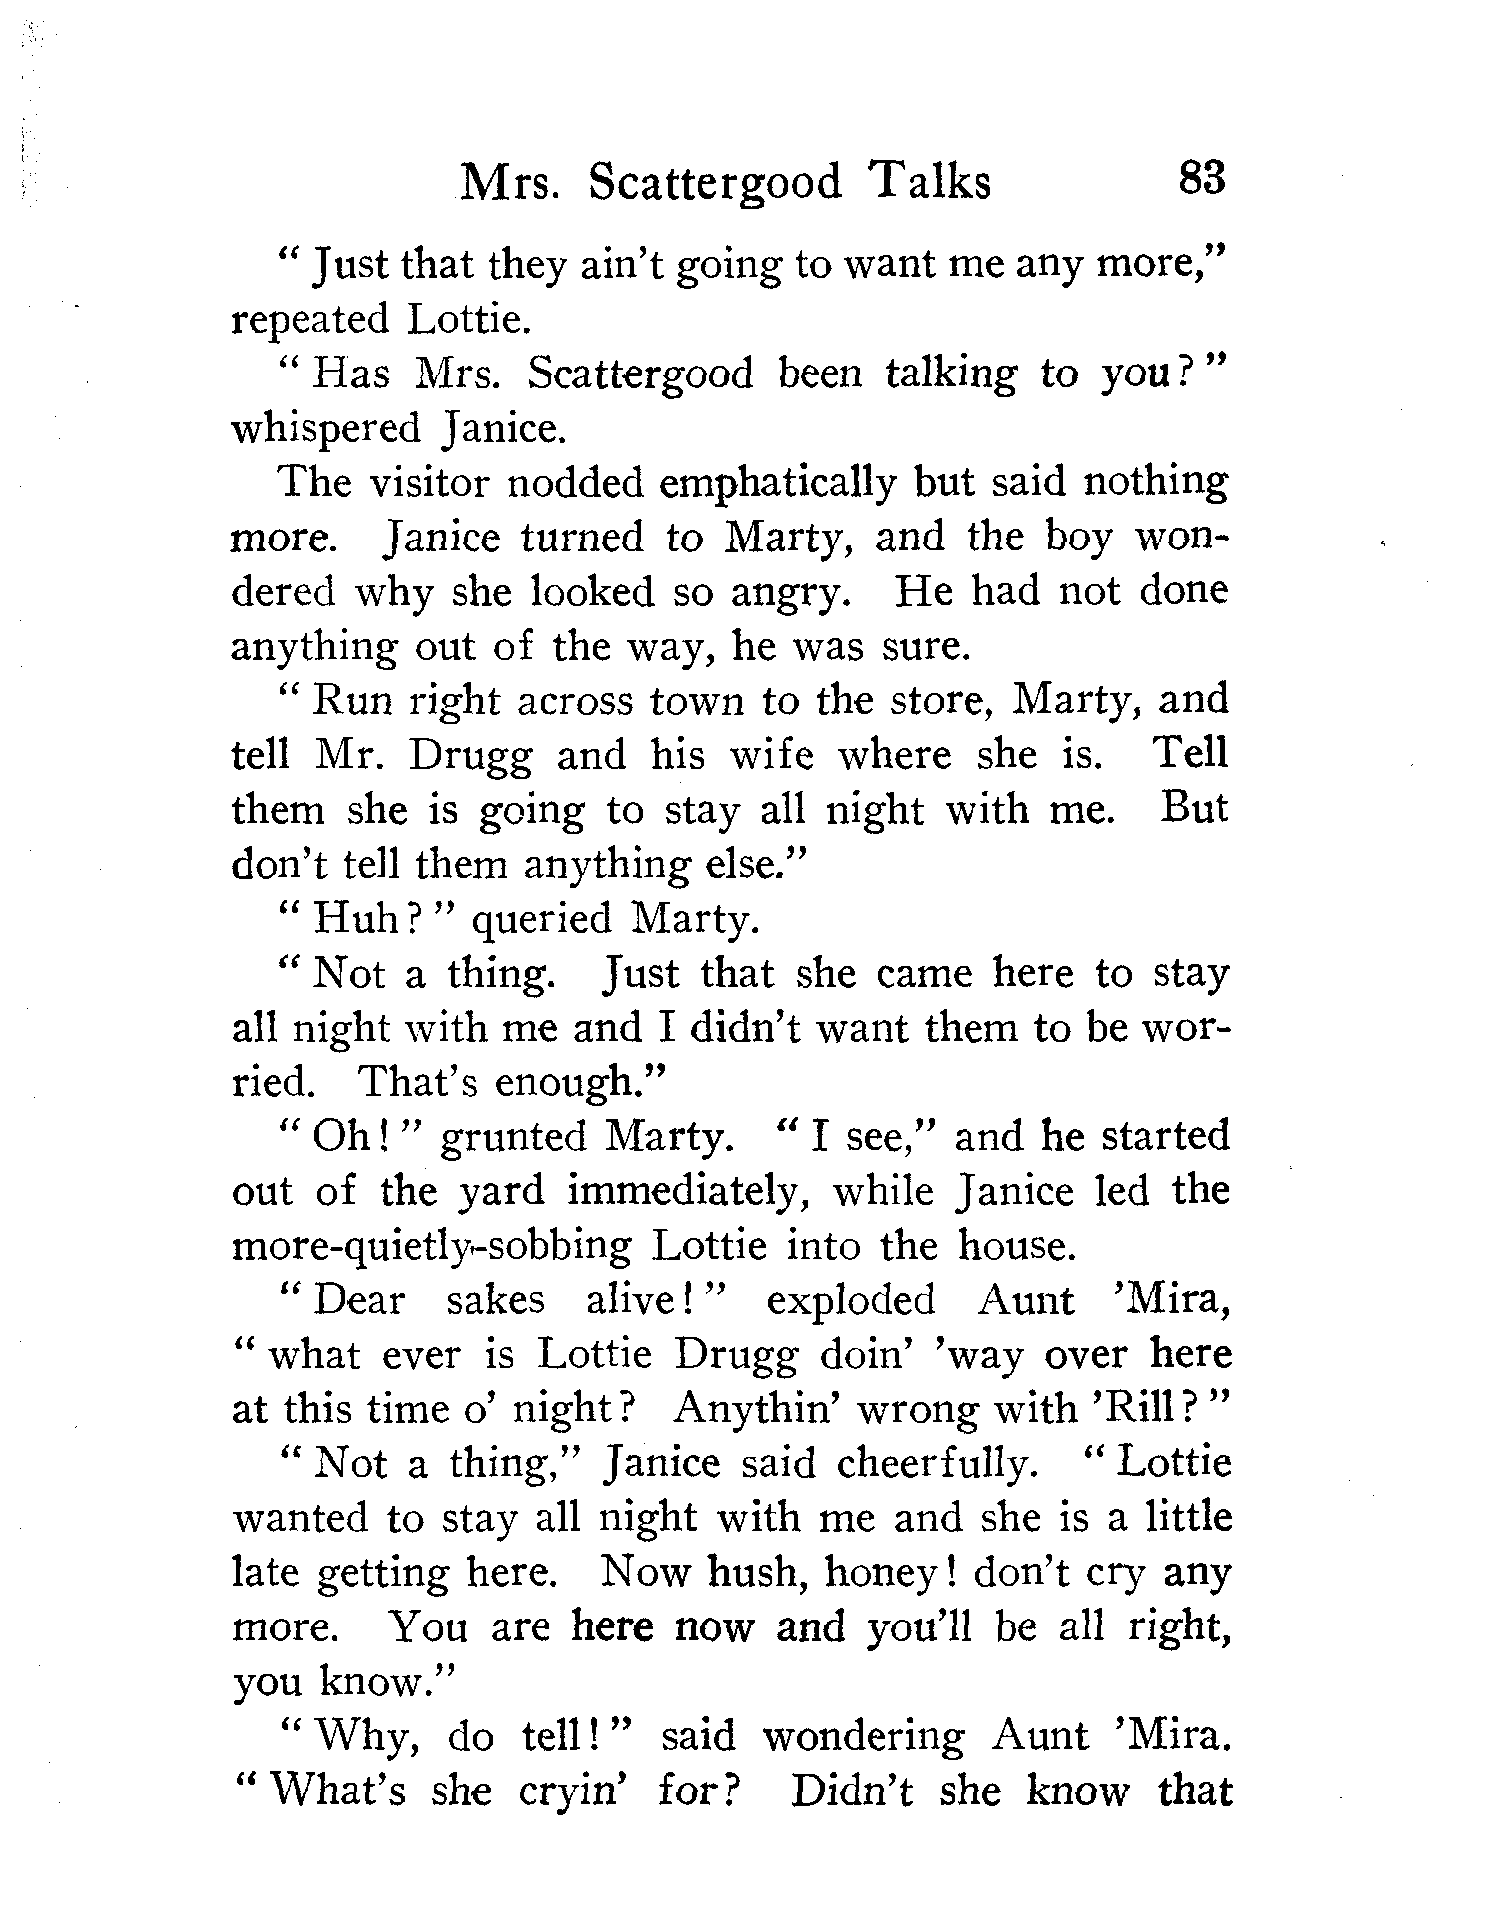 Mrs. Scattergood Talks 83
“ Just that they ain’t going to want me any more,”
repeated Lottie.
“ Has Mrs. Scattergood been talking to you? ”
whispered Janice.
The visitor nodded emphatically but said nothing
more. Janice turned to Marty, and the boy won-
dered why she looked so angry. He had not done
anything out of the way, he was sure.
“ Run right across town to the store, Marty, and
tell Mr. Drugg and his wife where she is. Tell
them she is going to stay all night with me. But
don’t tell them anything else.”
“ Huh? ” queried Marty.
“ Not a thing. Just that she came here to stay
all night with me and I didn’t want them to be wor-
ried. That’s enough.”
“ Oh! ” grunted Marty. “ I see,” and he started
out of the yard immediately, while Janice led the
more-quietly-sobbing Lottie into the house.
“ Dear sakes alive! ” exploded Aunt ’Mira,
“ what ever is Lottie Drugg doin’ ’way over here
at this time o’ night? Anythin’ wrong with ’Rill? ”
“ Not a thing,” Janice said cheerfully. “ Lottie
wanted to stay all night with me and she is a little
late getting here. Now hush, honey! don’t cry any
more. You are here now and you’ll be all right,
you know.”
“ Why, do tell! ” said wondering Aunt ’Mira.
“ What’s she cryin’ for? Didn’t she know that